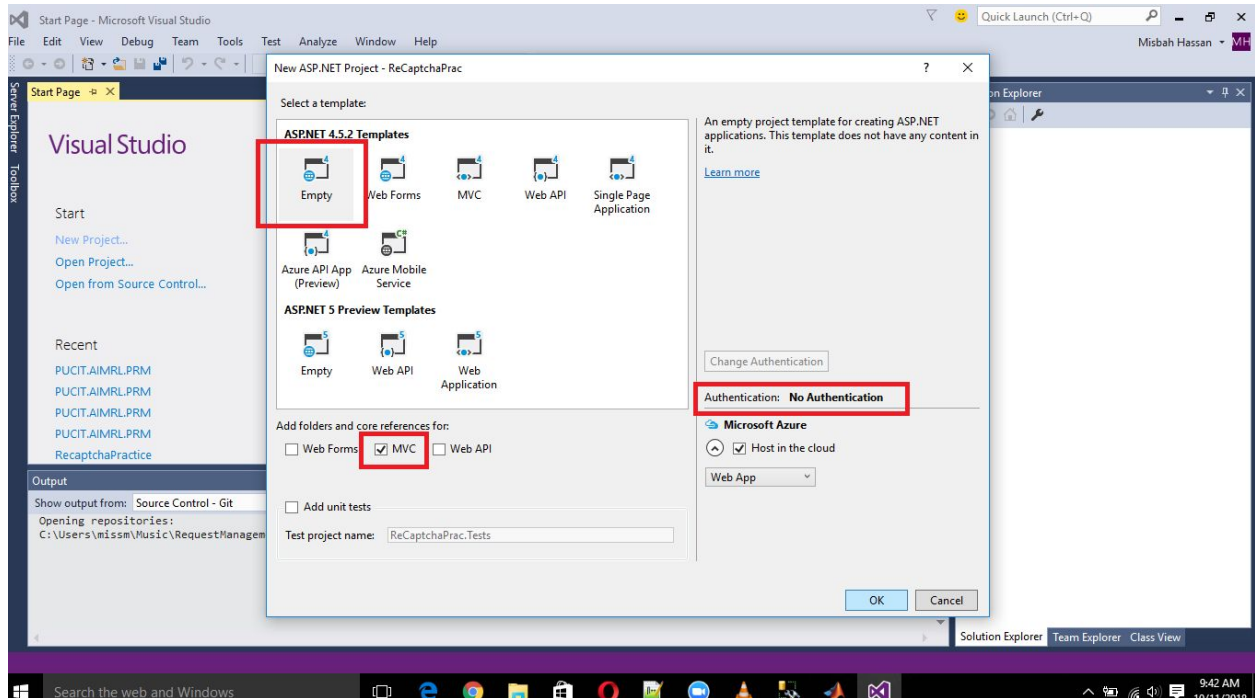 Start Page - Microsoft Visual Studio
Quick Launch (Ctrl+Q)
File Edit View Debug Team Tools Test Analyze Window Help
Misbah Hassan MH
Server Explorer
Toolbox
Start Page
Visual Studio
Start
New Project...
Open Project...
Open from Source Control...
Recent
PUCIT.AIMRL.PRM
PUCIT.AIMRL.PRM
PUCIT.AIMRL.PRM
PUCIT.AIMRL.PRM
RecaptchaPractice
Output
Show output from: Source Control - Git
Opening repositories:
C:\Users\missm\Music\RequestManagem
New ASP.NET Project - ReCaptchaPrac
? X
Select a template:
ASP.NET 4.5.2 Templates
Empty
Web Forms
MVC
Web API
Single Page
Application
Azure API App
(Preview)
Azure Mobile
Service
ASP.NET 5 Preview Templates
Empty
Web API
Web
Application
Add folders and core references for:
Web Forms MVC Web API
Add unit tests
Test project name: ReCaptchaPrac.Tests
An empty project template for creating ASP.NET
applications. This template does not have any content in
it.
Learn more
Change Authentication
Authentication: No Authentication
Microsoft Azure
Host in the cloud
Web App
OK Cancel
on Explorer
Solution Explorer Team Explorer Class View
Search the web and Windows
9:42 AM
10/11/2018